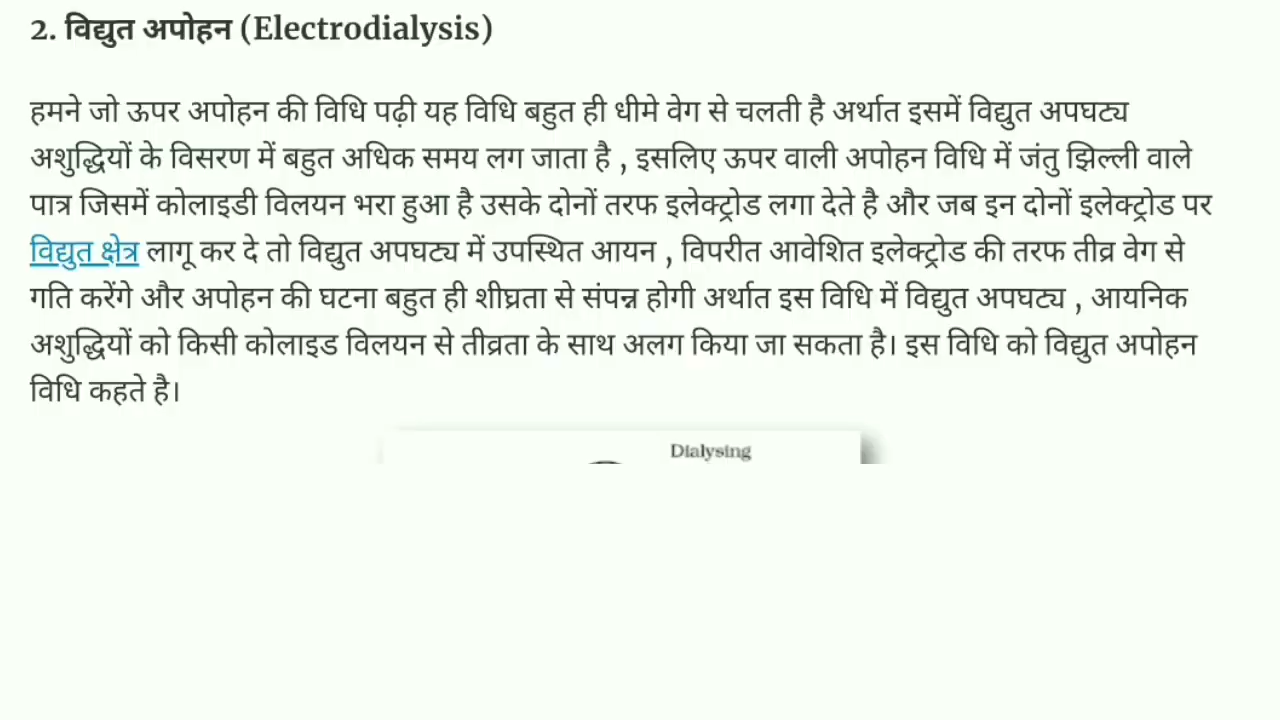 2. विद्युत अपोहन (Electrodialysis)
हमने जो ऊपर अपोहन की विधि पढ़ी यह विधि बहुत ही धीमे वेग से चलती है अर्थात इसमें विद्युत अपघट्य
अशुद्धियों के विसरण में बहुत अधिक समय लग जाता है , इसलिए ऊपर वाली अपोहन विधि में जंतु झिल्ली वाले
पात्र जिसमें कोलाइडी विलयन भरा हुआ है उसके दोनों तरफ इलेक्ट्रोड लगा देते है और जब इन दोनों इलेक्ट्रोड पर
विद्युत क्षेत्र लागू कर दे तो विद्युत अपघट्य में उपस्थित आयन , विपरीत आवेशित इलेक्ट्रोड की तरफ तीव्र वेग से
गति करेंगे और अपोहन की घटना बहुत ही शीघ्रता से संपन्न होगी अर्थात इस विधि में विद्युत अपघट्य , आयनिक
अशुद्धियों को किसी कोलाइड विलयन से तीव्रता के साथ अलग किया जा सकता है। इस विधि को विद्युत अपोहन
विधि कहते है।
Dialysing